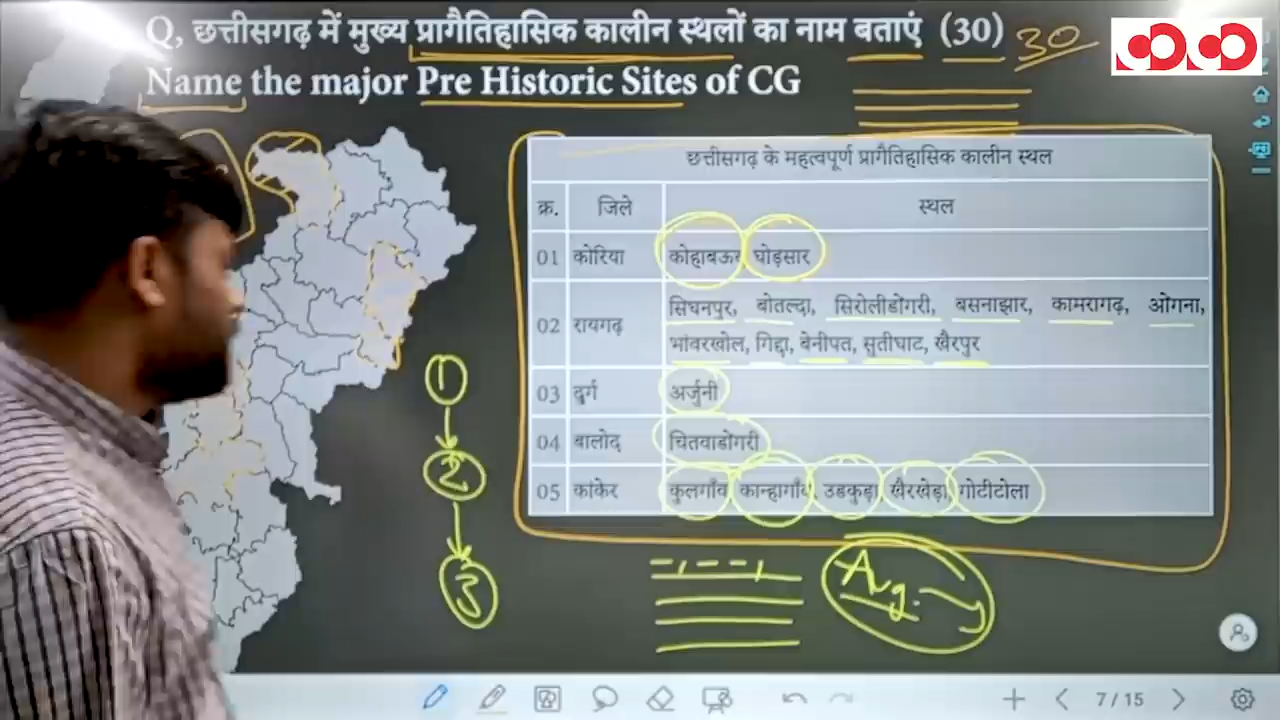 Q, छत्तीसगढ़ में मुख्य प्रागैतिहासिक कालीन स्थलों का नाम बताएं (30) 30
Name the major Pre Historic Sites of CG
छत्तीसगढ़ के महत्वपूर्ण प्रागैतिहासिक कालीन स्थल
क्र. जिले स्थल
01 कोरिया कोहाबऊर घोड़सार
02 रायगढ़ सिघनपुर, बोतल्दा, सिरोलीडोंगरी, बसनाझार, कामरागढ़, ओंगना,
भांवरखोल, गिद्दा, बेनीपत, सुतीघाट, खैरपुर
03 दुर्ग अर्जुनी
04 बालोद चितवाडोंगरी
05 कांकेर कुलगाँव कान्हागाँव, उडकुड़ा खैरखेड़ा, गोटीटोला
1
2
3
7 / 15